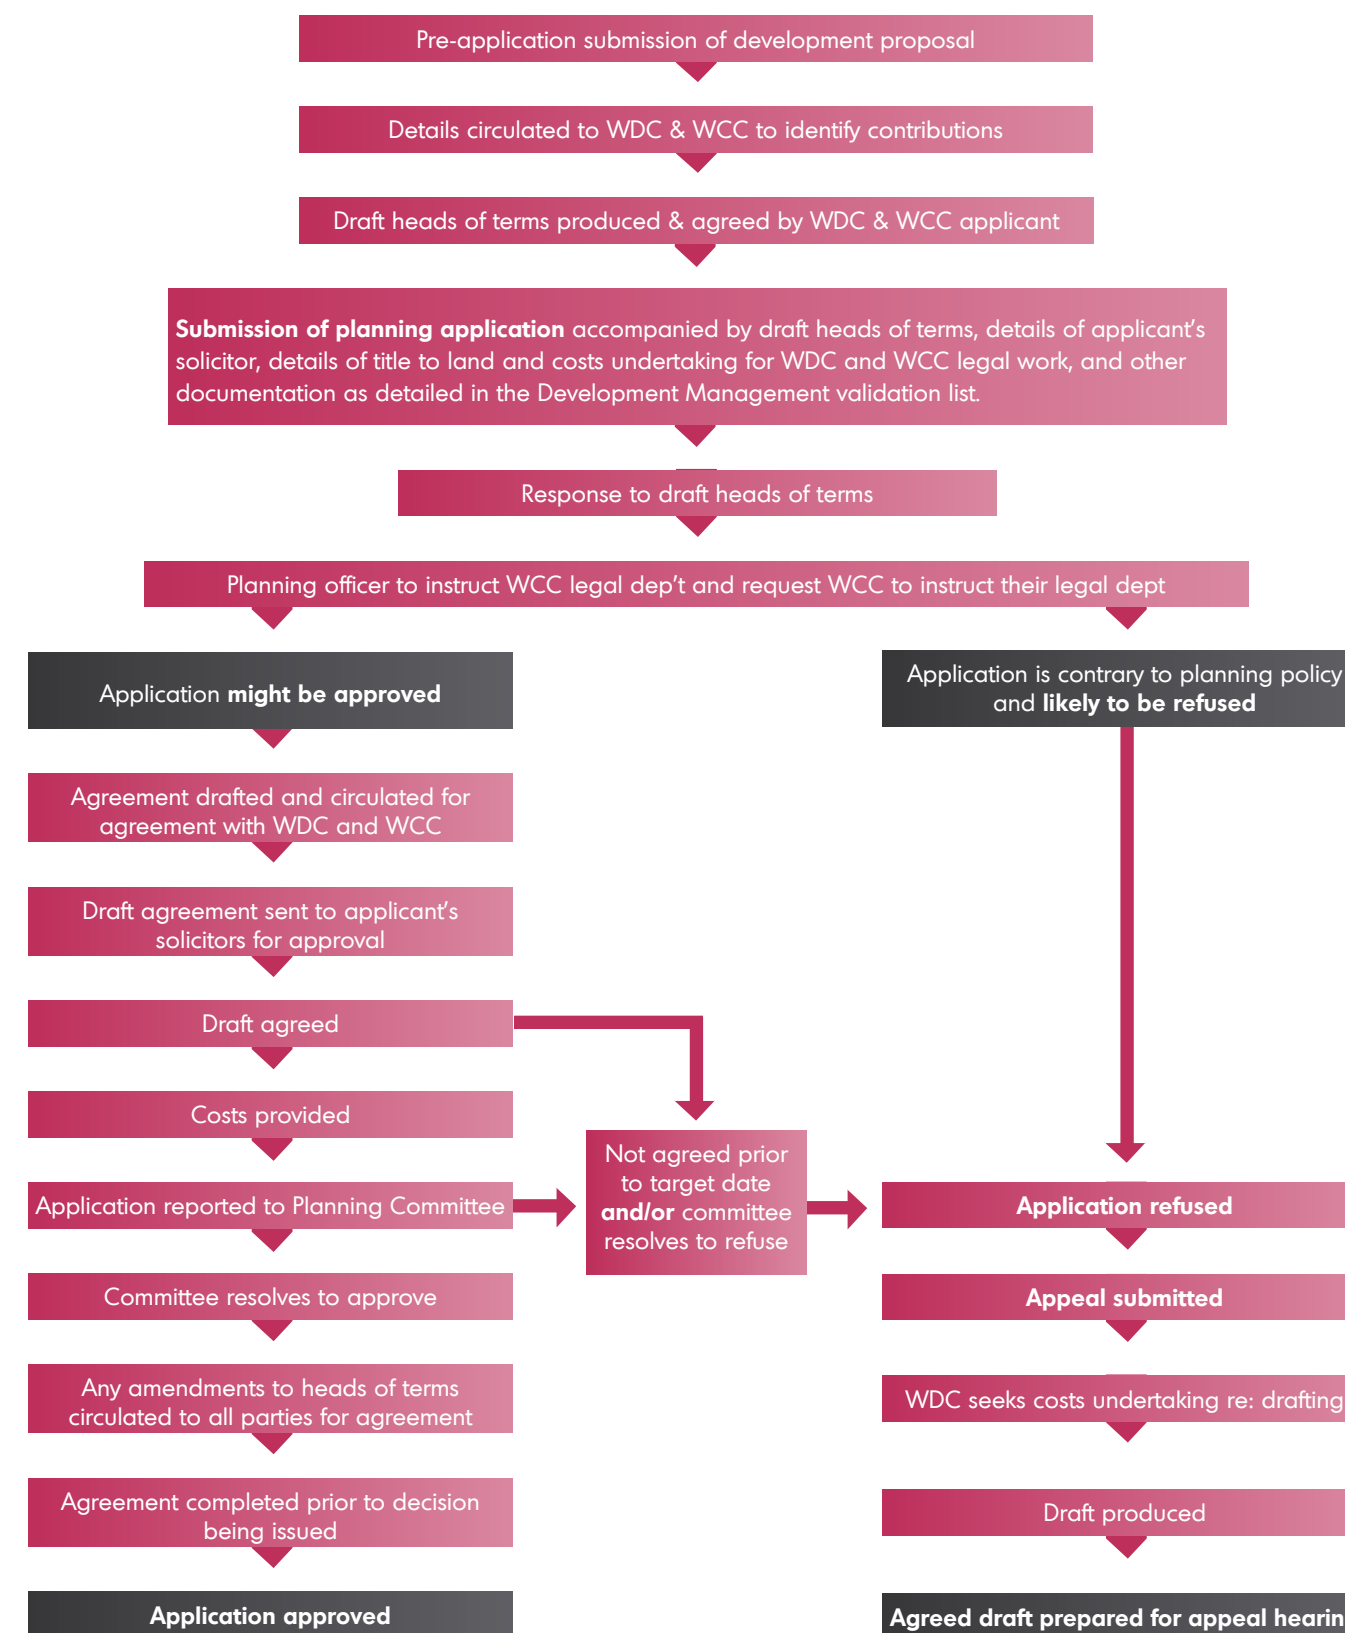 Pre-application submission of development proposal
Details circulated to WDC & WCC to identify contributions
Draft heads of terms produced & agreed by WDC & WCC applicant
Submission of planning application accompanied by draft heads of terms, details of applicant's
solicitor, details of title to land and costs undertaking for WDC and WCC legal work, and other
documentation as detailed in the Development Management validation list.
Response to draft heads of terms
Planning officer to instruct WCC legal dep't and request WCC to instruct their legal dept
Application might be approved
Agreement drafted and circulated for
agreement with WDC and WCC
Draft agreement sent to applicant's
solicitors for approval
Draft agreed
Costs provided
Application reported to Planning Committee
Committee resolves to approve
Any amendments to heads of terms
circulated to all parties for agreement
Agreement completed prior to decision
being issued
Application approved
Not agreed prior
to target date
and/or committee
resolves to refuse
Application is contrary to planning policy
and likely to be refused
Application refused
Appeal submitted
WDC seeks costs undertaking re: drafting
Draft produced
Agreed draft prepared for appeal hearin